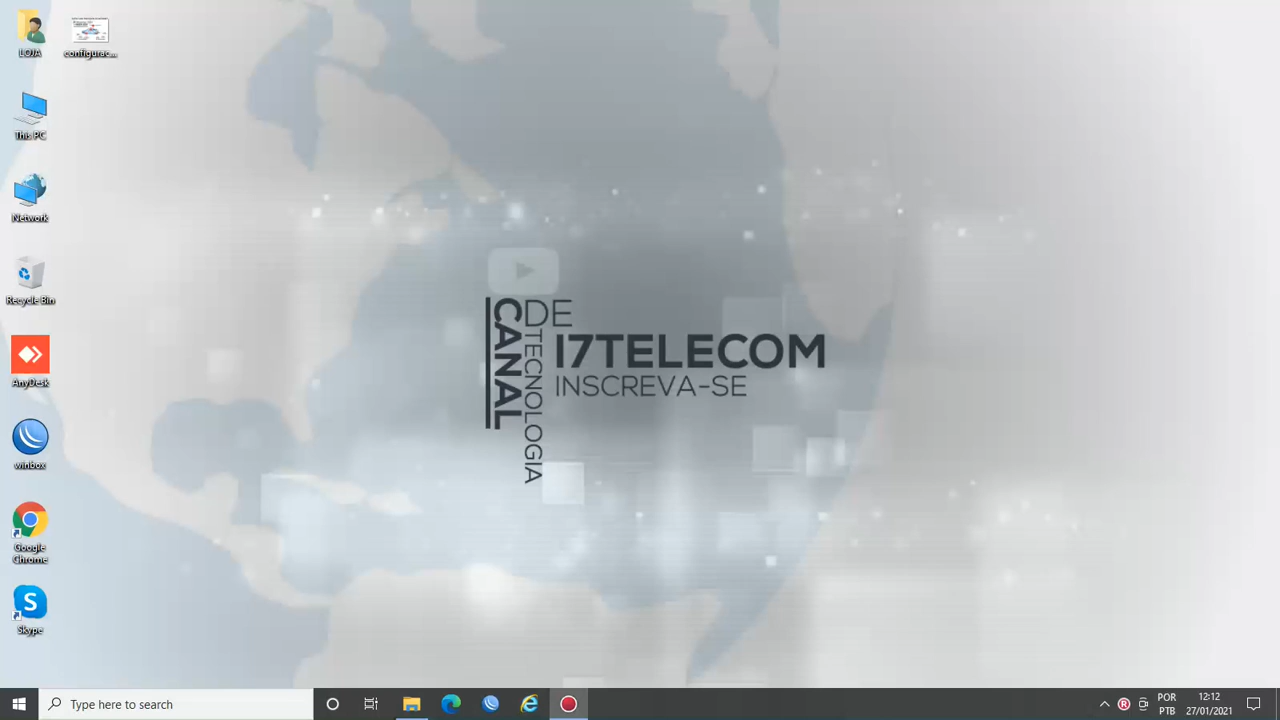 LOJA
configurac...
This PC
Network
Recycle Bin
AnyDesk
winbox
Google
Chrome
Skype
CANAL
DE
TECNOLOGIA
I7TELECOM
INSCREVA-SE
Type here to search
POR
PTB
12:12
27/01/2021